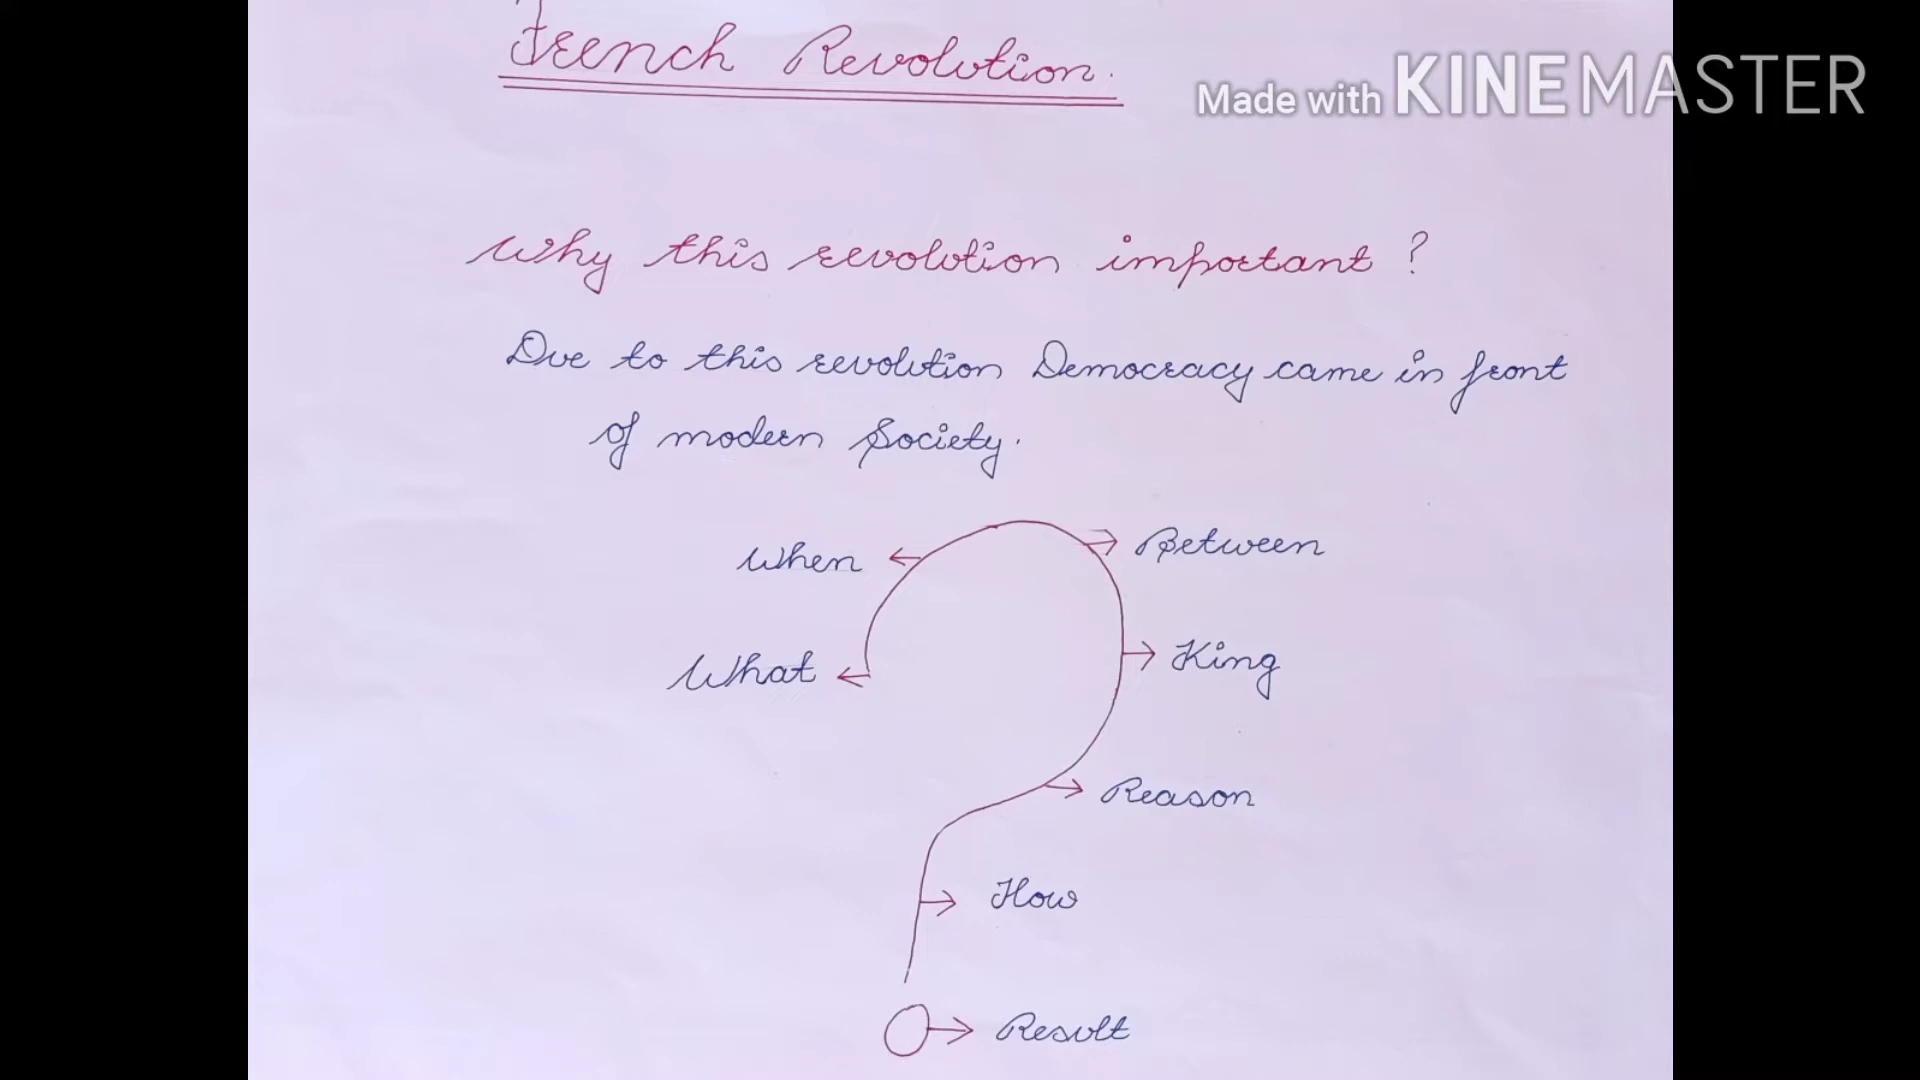 French Revolution.
Made with KINEMASTER
Why this revolution important ?
Due to this revolution Democracy came in front
of modern Society.
When
Between
What
King
Reason
How
Result